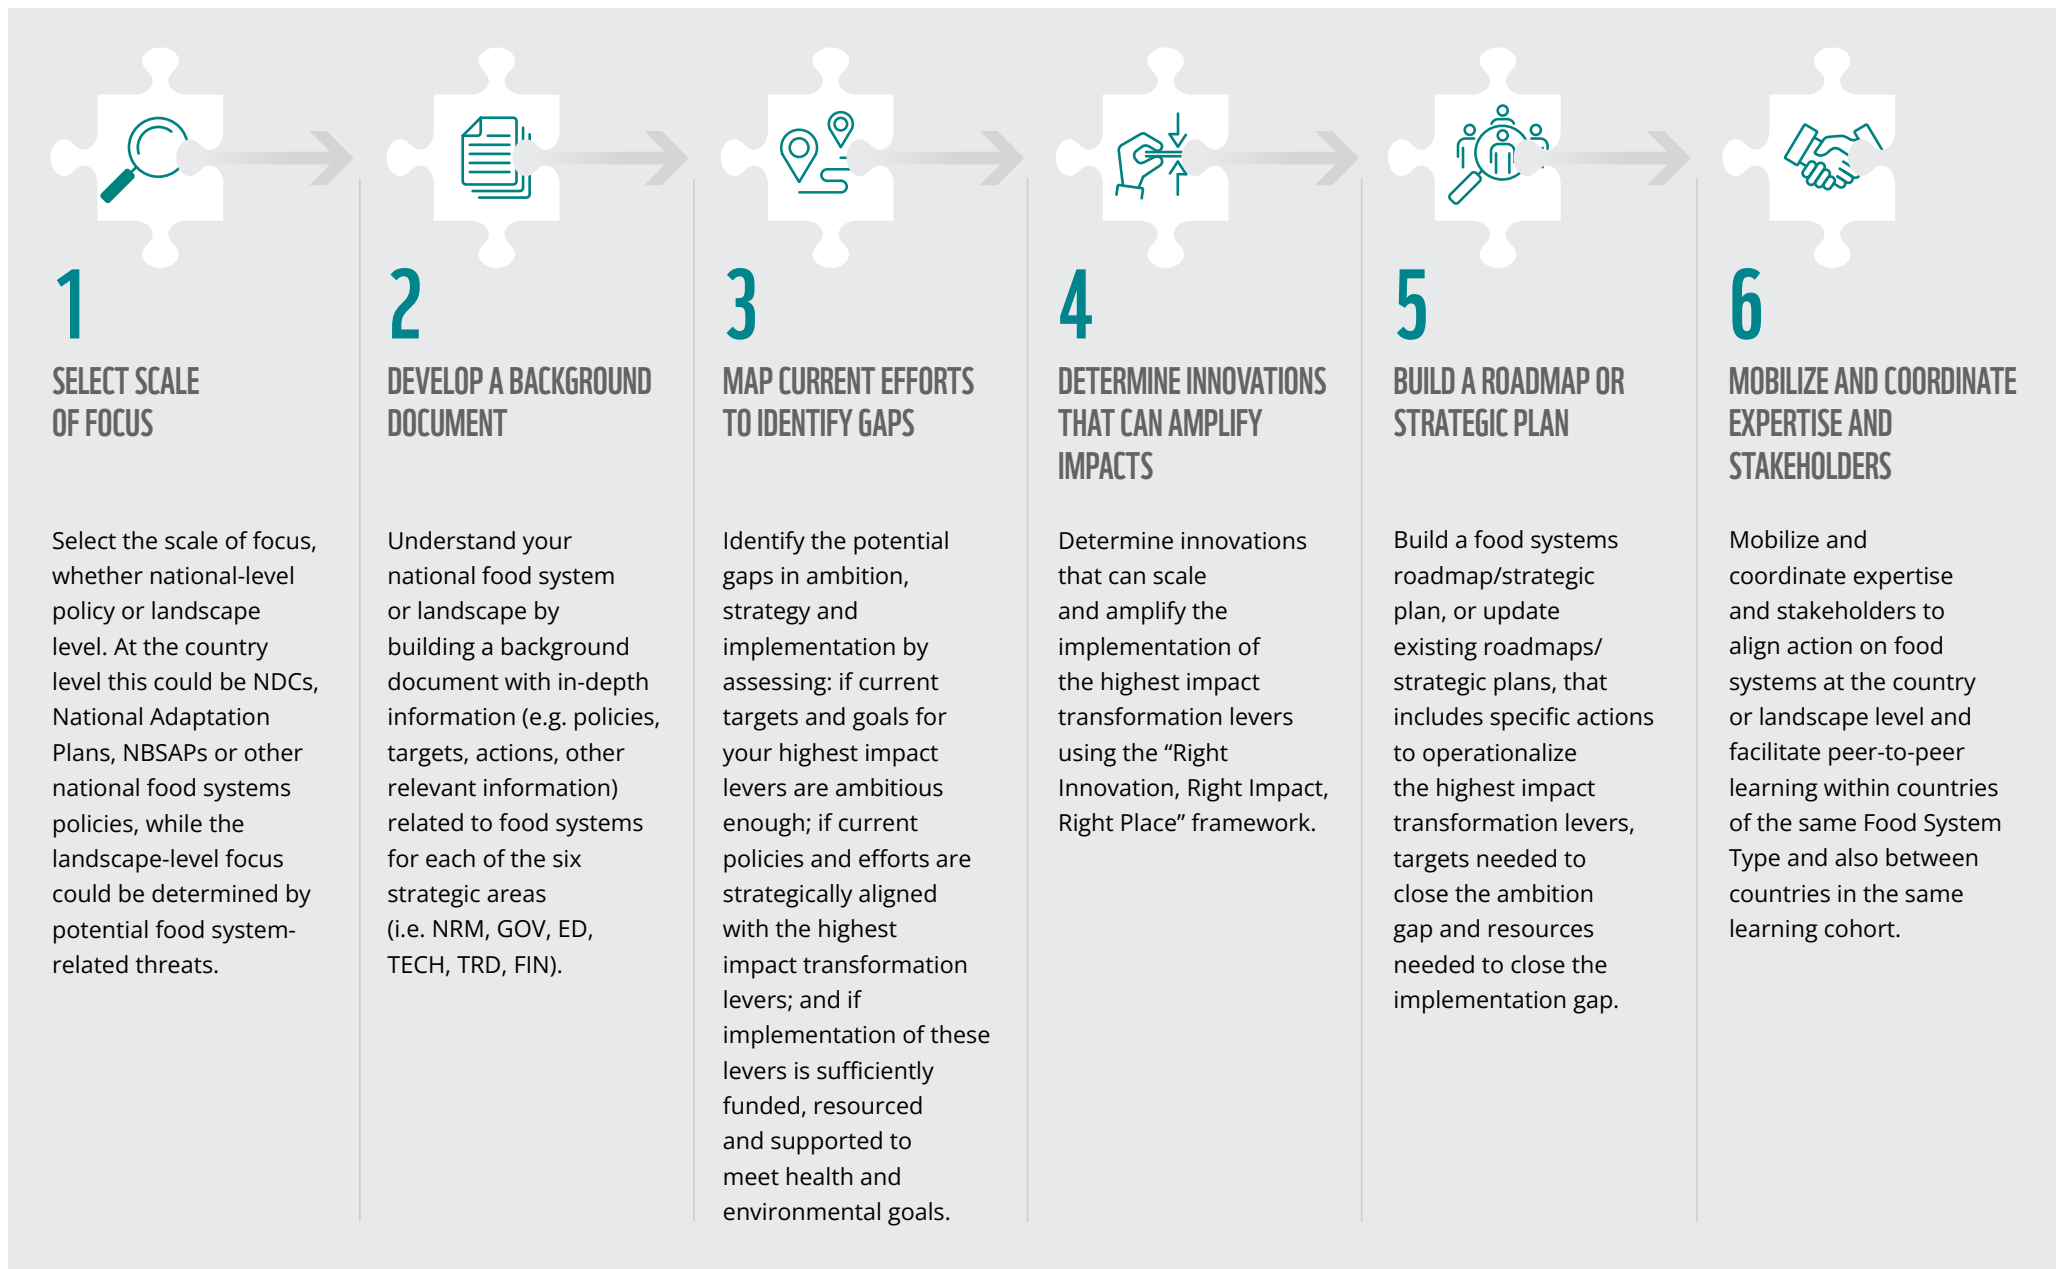 1
SELECT SCALE
OF FOCUS
Select the scale of focus,
whether national-level
policy or landscape
level. At the country
level this could be NDCs,
National Adaptation
Plans, NBSAPs or other
national food systems
policies, while the
landscape-level focus
could be determined by
potential food system-
related threats.
2
DEVELOP A BACKGROUND
DOCUMENT
Understand your
national food system
or landscape by
building a background
document with in-depth
information (e.g. policies,
targets, actions, other
relevant information)
related to food systems
for each of the six
strategic areas
(i.e. NRM, GOV, ED,
TECH, TRD, FIN).
3
MAP CURRENT EFFORTS
TO IDENTIFY GAPS
Identify the potential
gaps in ambition,
strategy and
implementation by
assessing: if current
targets and goals for
your highest impact
levers are ambitious
enough; if current
policies and efforts are
strategically aligned
with the highest
impact transformation
levers; and if
implementation of these
levers is sufficiently
funded, resourced
and supported to
meet health and
environmental goals.
4
DETERMINE INNOVATIONS
THAT CAN AMPLIFY
IMPACTS
Determine innovations
that can scale
and amplify the
implementation of
the highest impact
transformation levers
using the “Right
Innovation, Right Impact,
Right Place” framework.
5
BUILD A ROADMAP OR
STRATEGIC PLAN
Build a food systems
roadmap/strategic
plan, or update
existing roadmaps/
strategic plans, that
includes specific actions
to operationalize
the highest impact
transformation levers,
targets needed to
close the ambition
gap and resources
needed to close the
implementation gap.
6
MOBILIZE AND COORDINATE
EXPERTISE AND
STAKEHOLDERS
Mobilize and
coordinate expertise
and stakeholders to
align action on food
systems at the country
or landscape level and
facilitate peer-to-peer
learning within countries
of the same Food System
Type and also between
countries in the same
learning cohort.